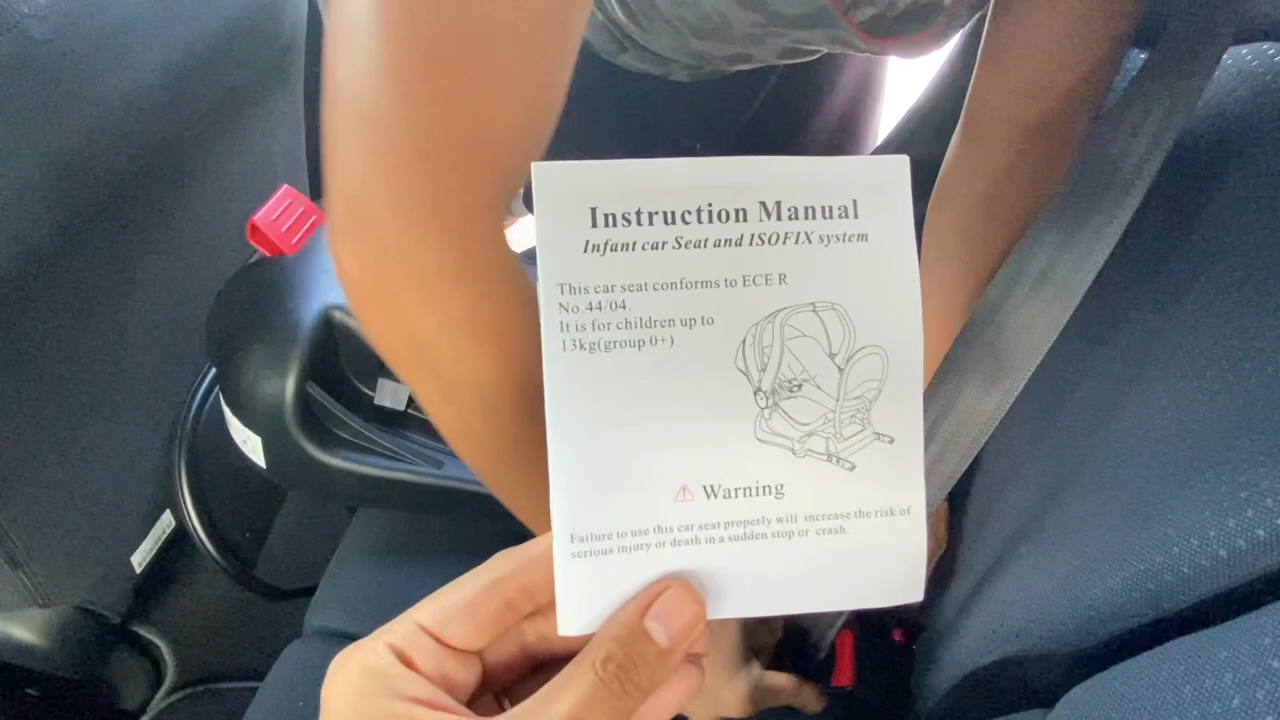 Instruction Manual
Infant car Seat and ISOFIX system
This car seat conforms to ECE R
No.44/04.
It is for children up to
13kg(group 0+)
Warning
Failure to use this car seat properly will increase the risk of
serious injury or death in a sudden stop or crash.